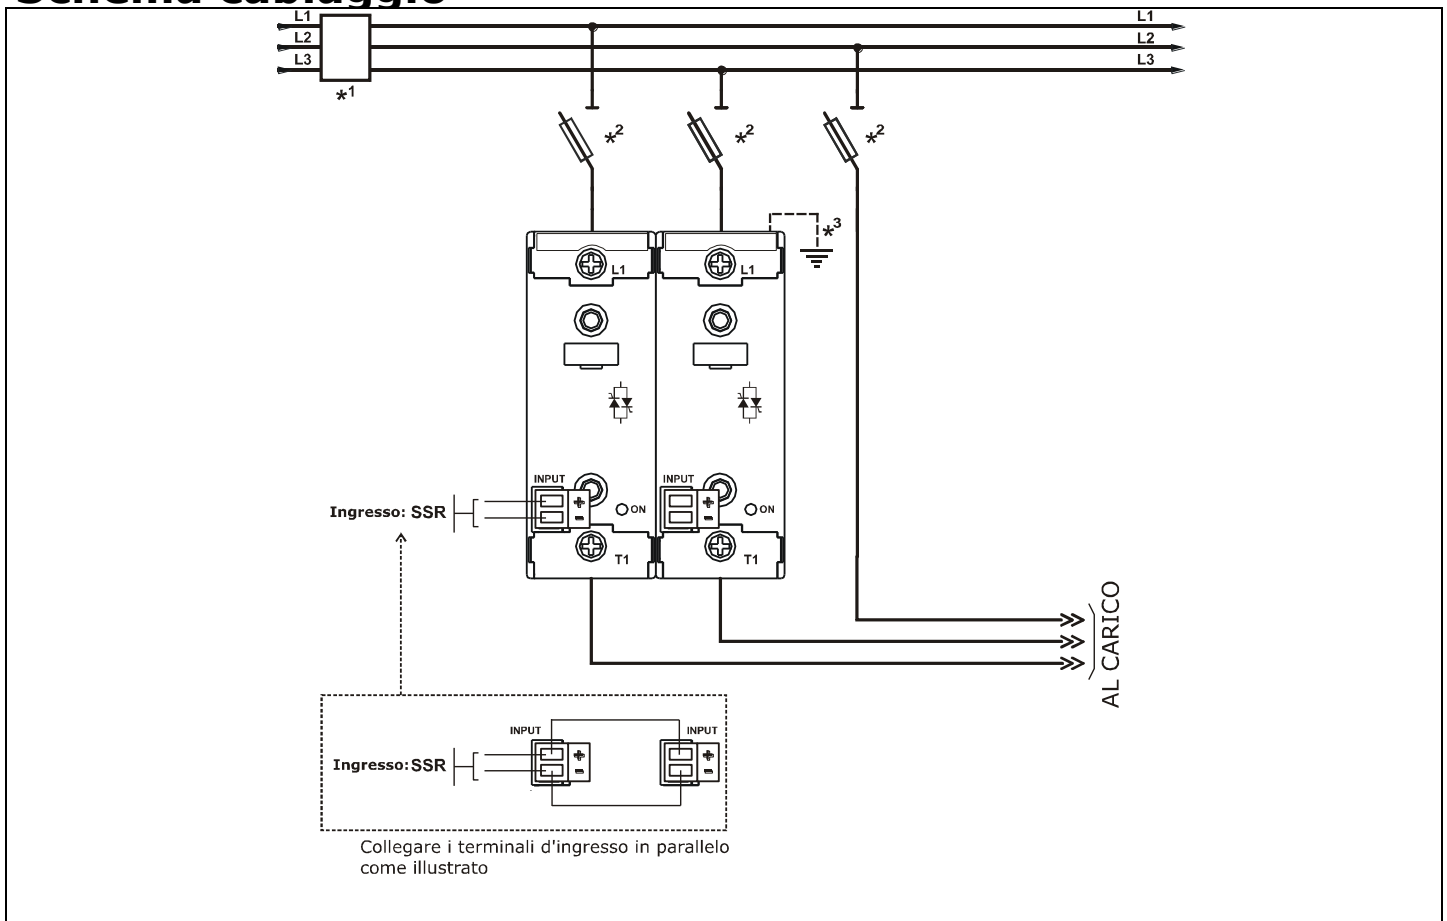 Schema cablaggio
L1 L1
L2 L2
L3 L3
*1
*2 *2 *2
*3
L1 L1
INPUT INPUT
+ +
- -
ON ON
Ingresso: SSR
T1 T1
AL CARICO
INPUT INPUT
+ +
- -
Ingresso: SSR
Collegare i terminali d'ingresso in parallelo
come illustrato